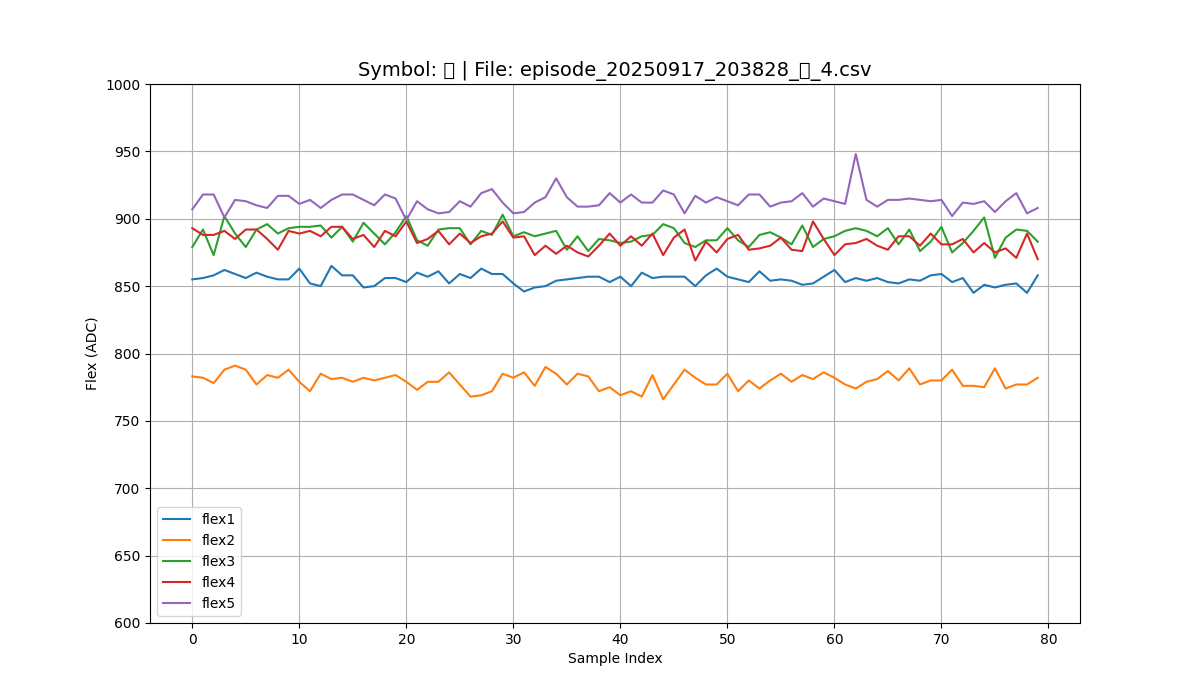 Symbol: | File: episode_20250917_203828_ _4.csv
1000
950
900
850
800
750
700
650
600
Flex (ADC)
flex1
flex2
flex3
flex4
flex5
0 10 20 30 40 50 60 70 80
Sample Index